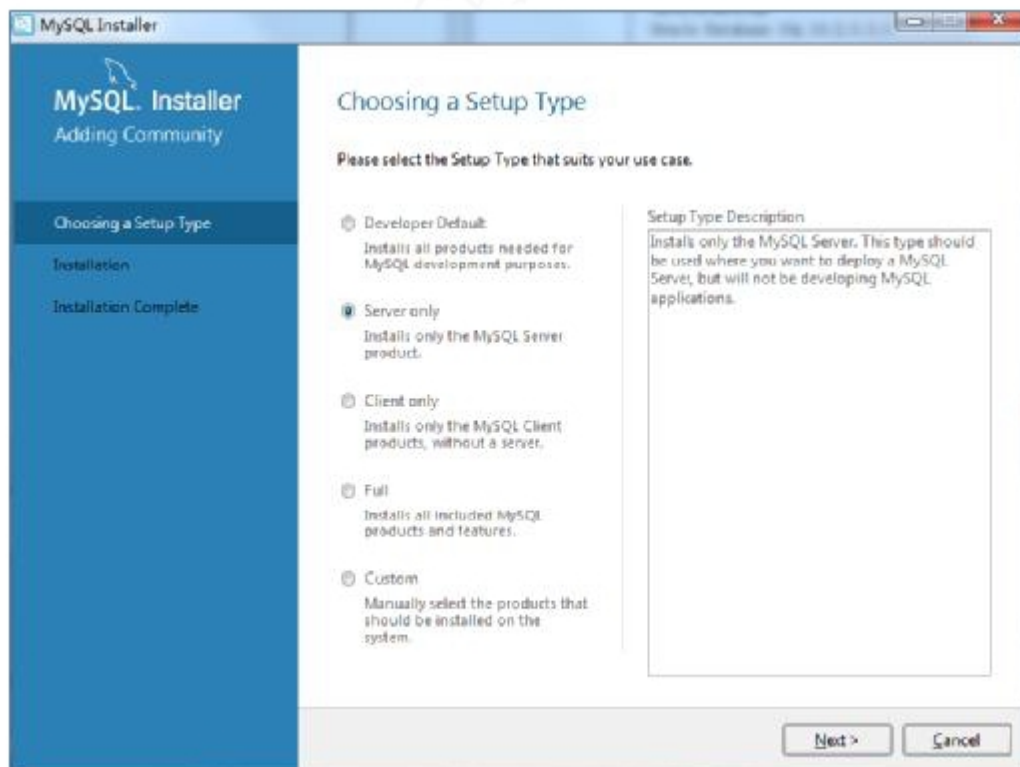 MySQL Installer
MySQL. Installer
Adding Community
Choosing a Setup Type
Installation
Installation Complete
Choosing a Setup Type
Please select the Setup Type that suits your use case.
Developer Default
Installs all products needed for
MySQL development purposes.
Server only
Installs only the MySQL Server
product.
Client only
Installs only the MySQL Client
products, without a server.
Full
Installs all included MySQL
products and features.
Custom
Manually select the products that
should be installed on the
system.
Setup Type Description
Installs only the MySQL Server. This type should
be used where you want to deploy a MySQL
Server, but will not be developing MySQL
applications.
Next >
Cancel